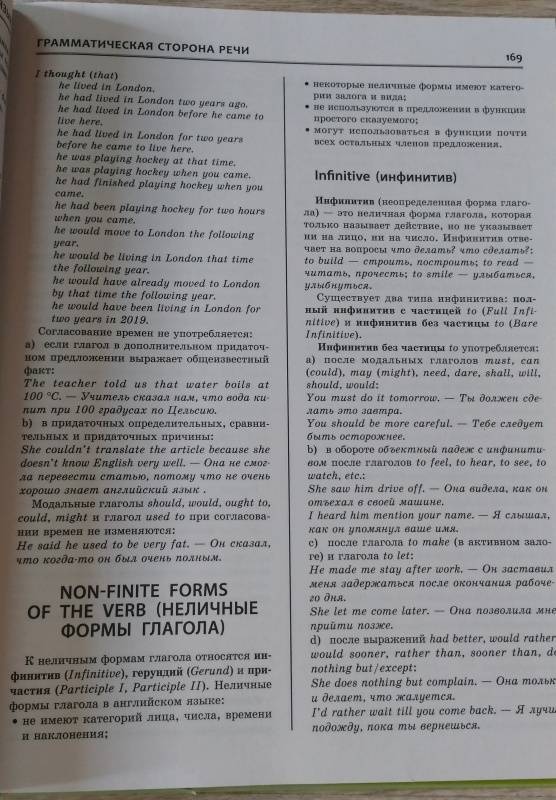 ГРАММАТИЧЕСКАЯ СТОРОНА РЕЧИ
169
I thought (that)
he lived in London.
he had lived in London two years ago.
he had lived in London before he came to
live here.
he had lived in London for two years
before he came to live here.
he was playing hockey at that time.
he was playing hockey when you came.
he had finished playing hockey when you
came.
he had been playing hockey for two hours
when you came.
he would move to London the following
year.
he would be living in London that time
the following year.
he would have already moved to London
by that time the following year.
he would have been living in London for
two years in 2019.
Согласование времен не употребляется:
а) если глагол в дополнительном придаточ-
ном предложении выражает общеизвестный
факт:
The teacher told us that water boils at
100 °C. — Учитель сказал нам, что вода ки-
пит при 100 градусах по Цельсию.
b) в придаточных определительных, сравни-
тельных и придаточных причины:
She couldn't translate the article because she
doesn't know English very well. — Она не смог-
ла перевести статью, потому что не очень
хорошо знает английский язык .
Модальные глаголы should, would, ought to,
could, might и глагол used to при согласова-
нии времен не изменяются:
He said he used to be very fat. — Он сказал,
что когда-то он был очень полным.
NON-FINITE FORMS
OF THE VERB (НЕЛИЧНЫЕ
ФОРМЫ ГЛАГОЛА)
К неличным формам глагола относятся ин-
финитив (Infinitive), герундий (Gerund) и при-
частия (Participle I, Participle II). Неличные
формы глагола в английском языке:
• не имеют категорий лица, числа, времени
и наклонения;
• некоторые неличные формы имеют катего-
рии залога и вида;
• не используются в предложении в функции
простого сказуемого;
• могут использоваться в функции почти
всех остальных членов предложения.
Infinitive (инфинитив)
Инфинитив (неопределенная форма глаго-
ла) — это неличная форма глагола, которая
только называет действие, но не указывает
ни на лицо, ни на число. Инфинитив отве-
чает на вопросы что делать? что сделать?:
to build — строить, построить; to read —
читать, прочесть; to smile — улыбаться,
улыбнуться.
Существует два типа инфинитива: пол-
ный инфинитив с частицей to (Full Infi-
nitive) и инфинитив без частицы to (Bare
Infinitive).
Инфинитив без частицы to употребляется:
а) после модальных глаголов must, can
(could), may (might), need, dare, shall, will,
should, would:
You must do it tomorrow. — Ты должен сде-
лать это завтра.
You should be more careful. — Тебе следует
быть осторожнее.
b) в обороте объектный падеж с инфинити-
вом после глаголов to feel, to hear, to see, to
watch, etc.:
She saw him drive off. — Она видела, как он
отъехал в своей машине.
I heard him mention your name. — Я слышал,
как он упомянул ваше имя.
c) после глагола to make (в активном зало-
ге) и глагола to let:
He made me stay after work. — Он заставил
меня задержаться после окончания рабоче-
го дня.
She let me come later. — Она позволила мне
прийти позже.
d) после выражений had better, would rather
would sooner, rather than, sooner than, do
nothing but/except:
She does nothing but complain. — Она тольк
и делает, что жалуется.
I'd rather wait till you come back. — Я лучш
подожду, пока ты вернешься.